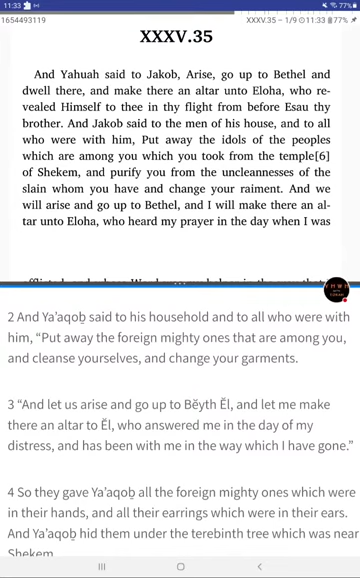 11:33
77%
1654493119
XXXV.35 – 1/9 11:33 77%
XXXV.35
And Yahuah said to Jakob, Arise, go up to Bethel and
dwell there, and make there an altar unto Eloha, who re-
vealed Himself to thee in thy flight from before Esau thy
brother. And Jakob said to the men of his house, and to all
who were with him, Put away the idols of the peoples
which are among you which you took from the temple[6]
of Shekem, and purify you from the uncleannesses of the
slain whom you have and change your raiment. And we
will arise and go up to Bethel, and I will make there an al-
tar unto Eloha, who heard my prayer in the day when I was
2 And Ya’aqoḇ said to his household and to all who were with
him, “Put away the foreign mighty ones that are among you,
and cleanse yourselves, and change your garments.
3 “And let us arise and go up to Bĕyth Ěl, and let me make
there an altar to Ěl, who answered me in the day of my
distress, and has been with me in the way which I have gone.”
4 So they gave Ya’aqoḇ all the foreign mighty ones which were
in their hands, and all their earrings which were in their ears.
And Ya’aqoḇ hid them under the terebinth tree which was near
Shekem